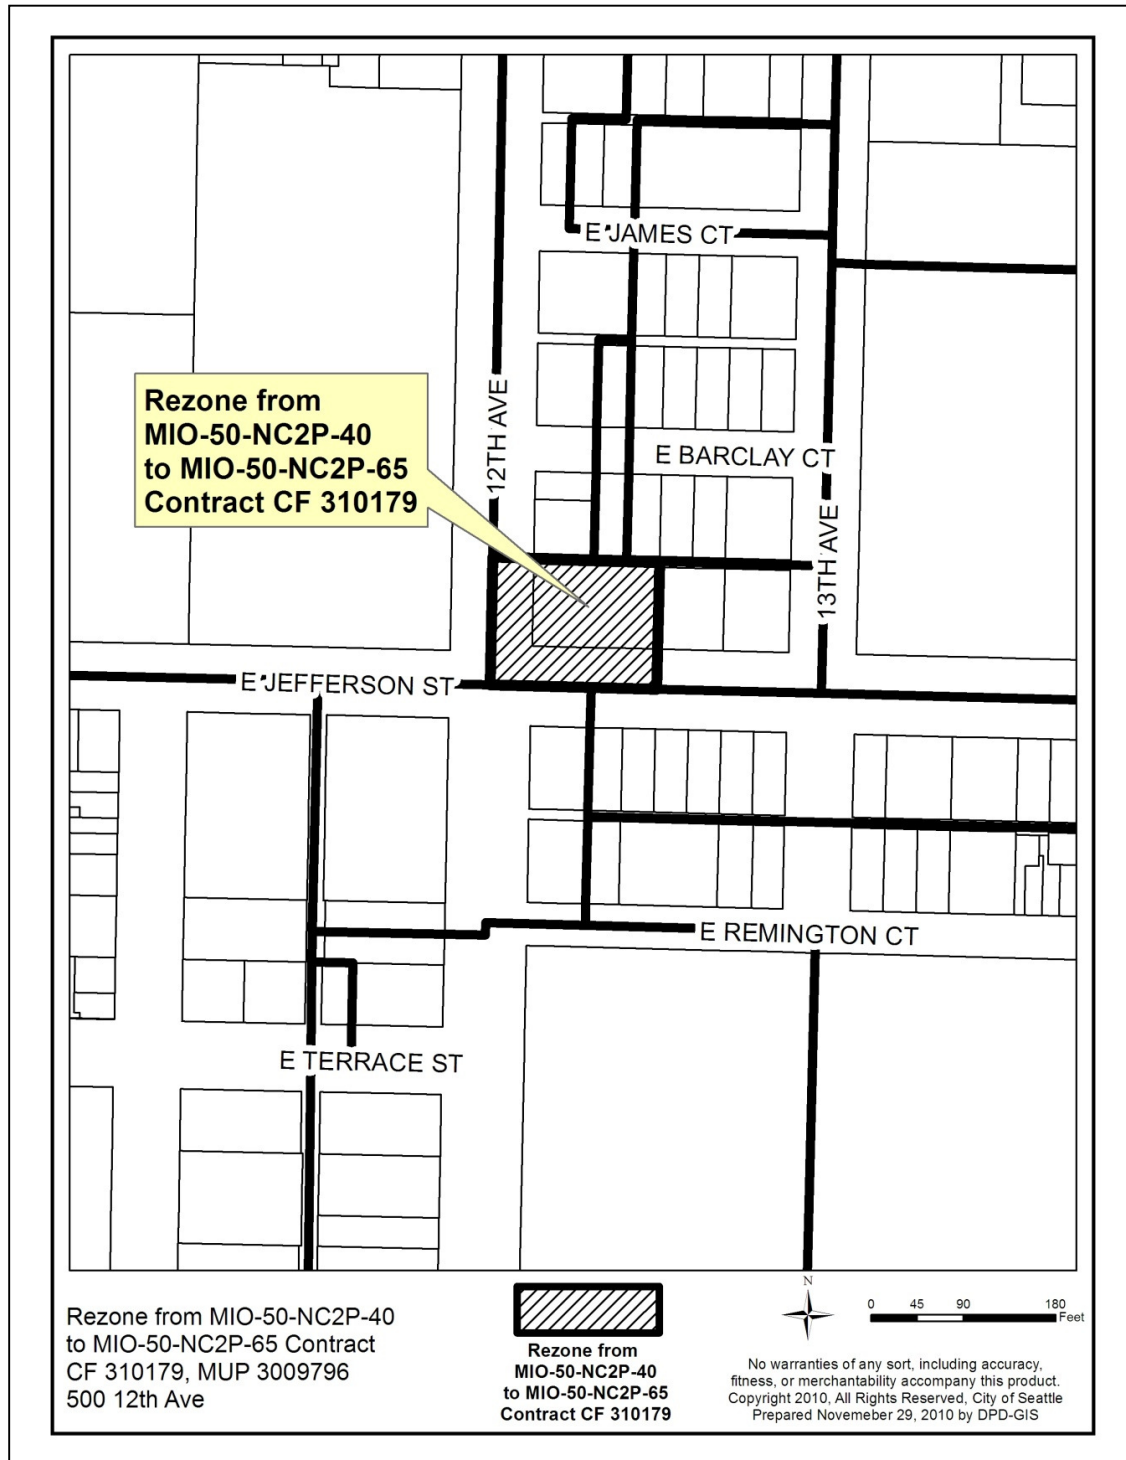 E JAMES CT
Rezone from
MIO-50-NC2P-40
to MIO-50-NC2P-65
Contract CF 310179
12TH AVE
E BARCLAY CT
13TH AVE
E JEFFERSON ST
E REMINGTON CT
E TERRACE ST
Rezone from MIO-50-NC2P-40
to MIO-50-NC2P-65 Contract
CF 310179, MUP 3009796
500 12th Ave
Rezone from
MIO-50-NC2P-40
to MIO-50-NC2P-65
Contract CF 310179
N
0 45 90 180
Feet
No warranties of any sort, including accuracy,
fitness, or merchantability accompany this product.
Copyright 2010, All Rights Reserved, City of Seattle
Prepared Novemeber 29, 2010 by DPD-GIS